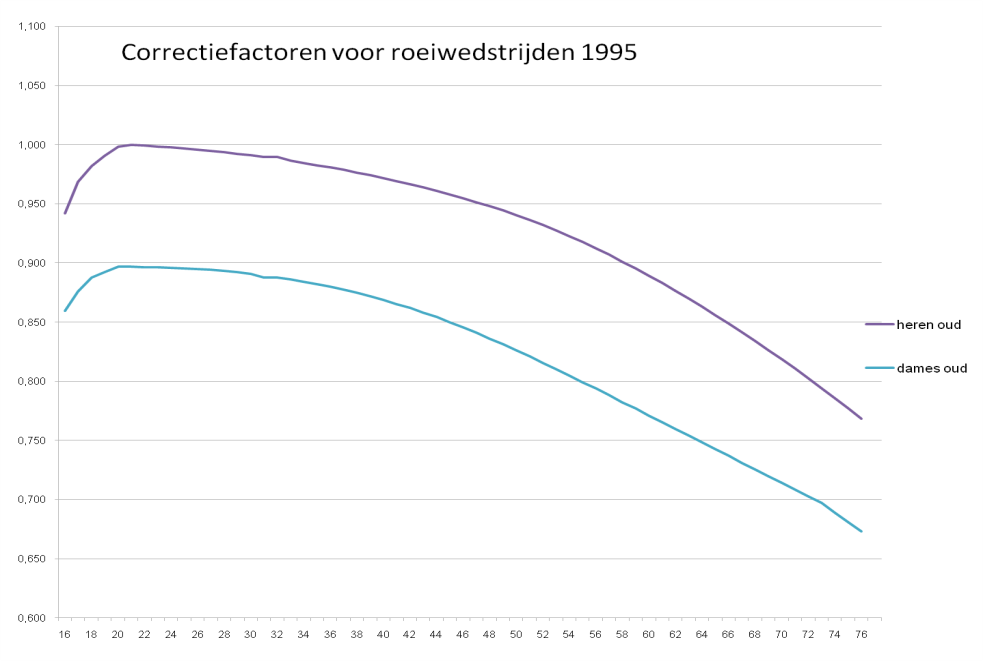 Correctiefactoren voor roeiwedstrijden 1995
1,100
1,050
1,000
0,950
0,900
0,850
0,800
0,750
0,700
0,650
0,600
16 18 20 22 24 26 28 30 32 34 36 38 40 42 44 46 48 50 52 54 56 58 60 62 64 66 68 70 72 74 76
heren oud
dames oud